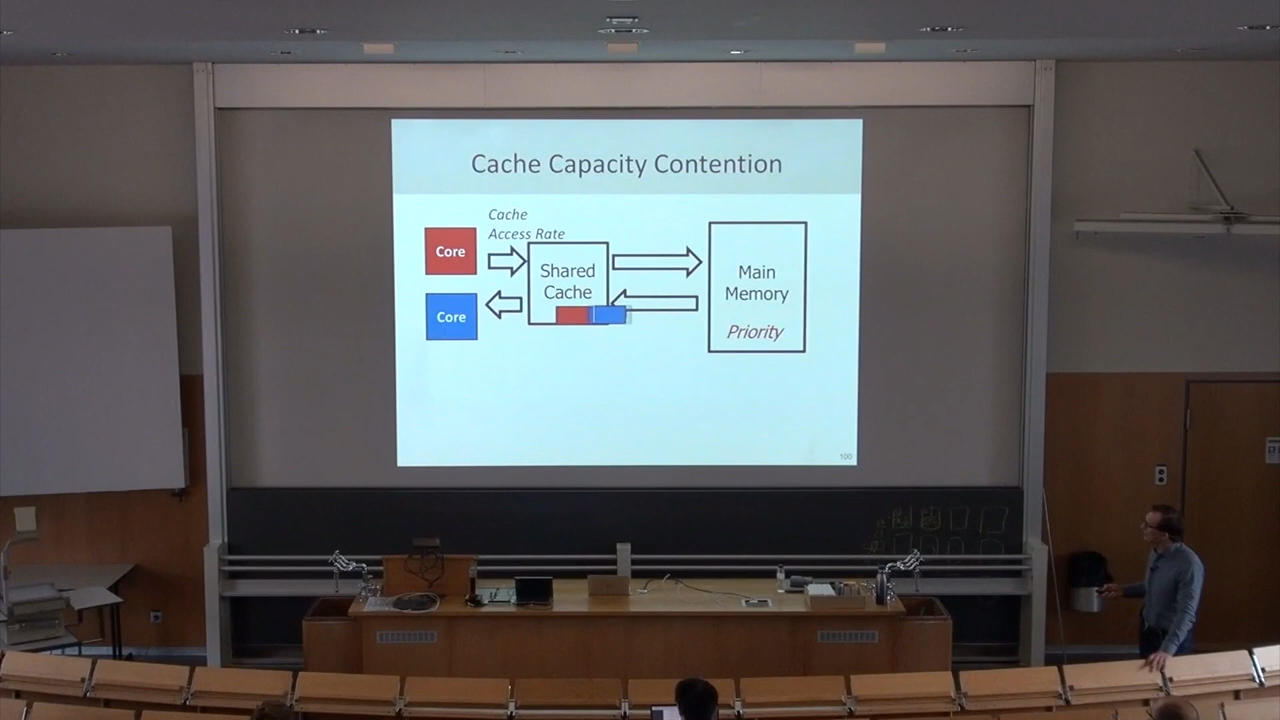 Cache Capacity Contention
Cache
Access Rate
Core
Shared
Cache
Main
Memory
Core
Priority
100